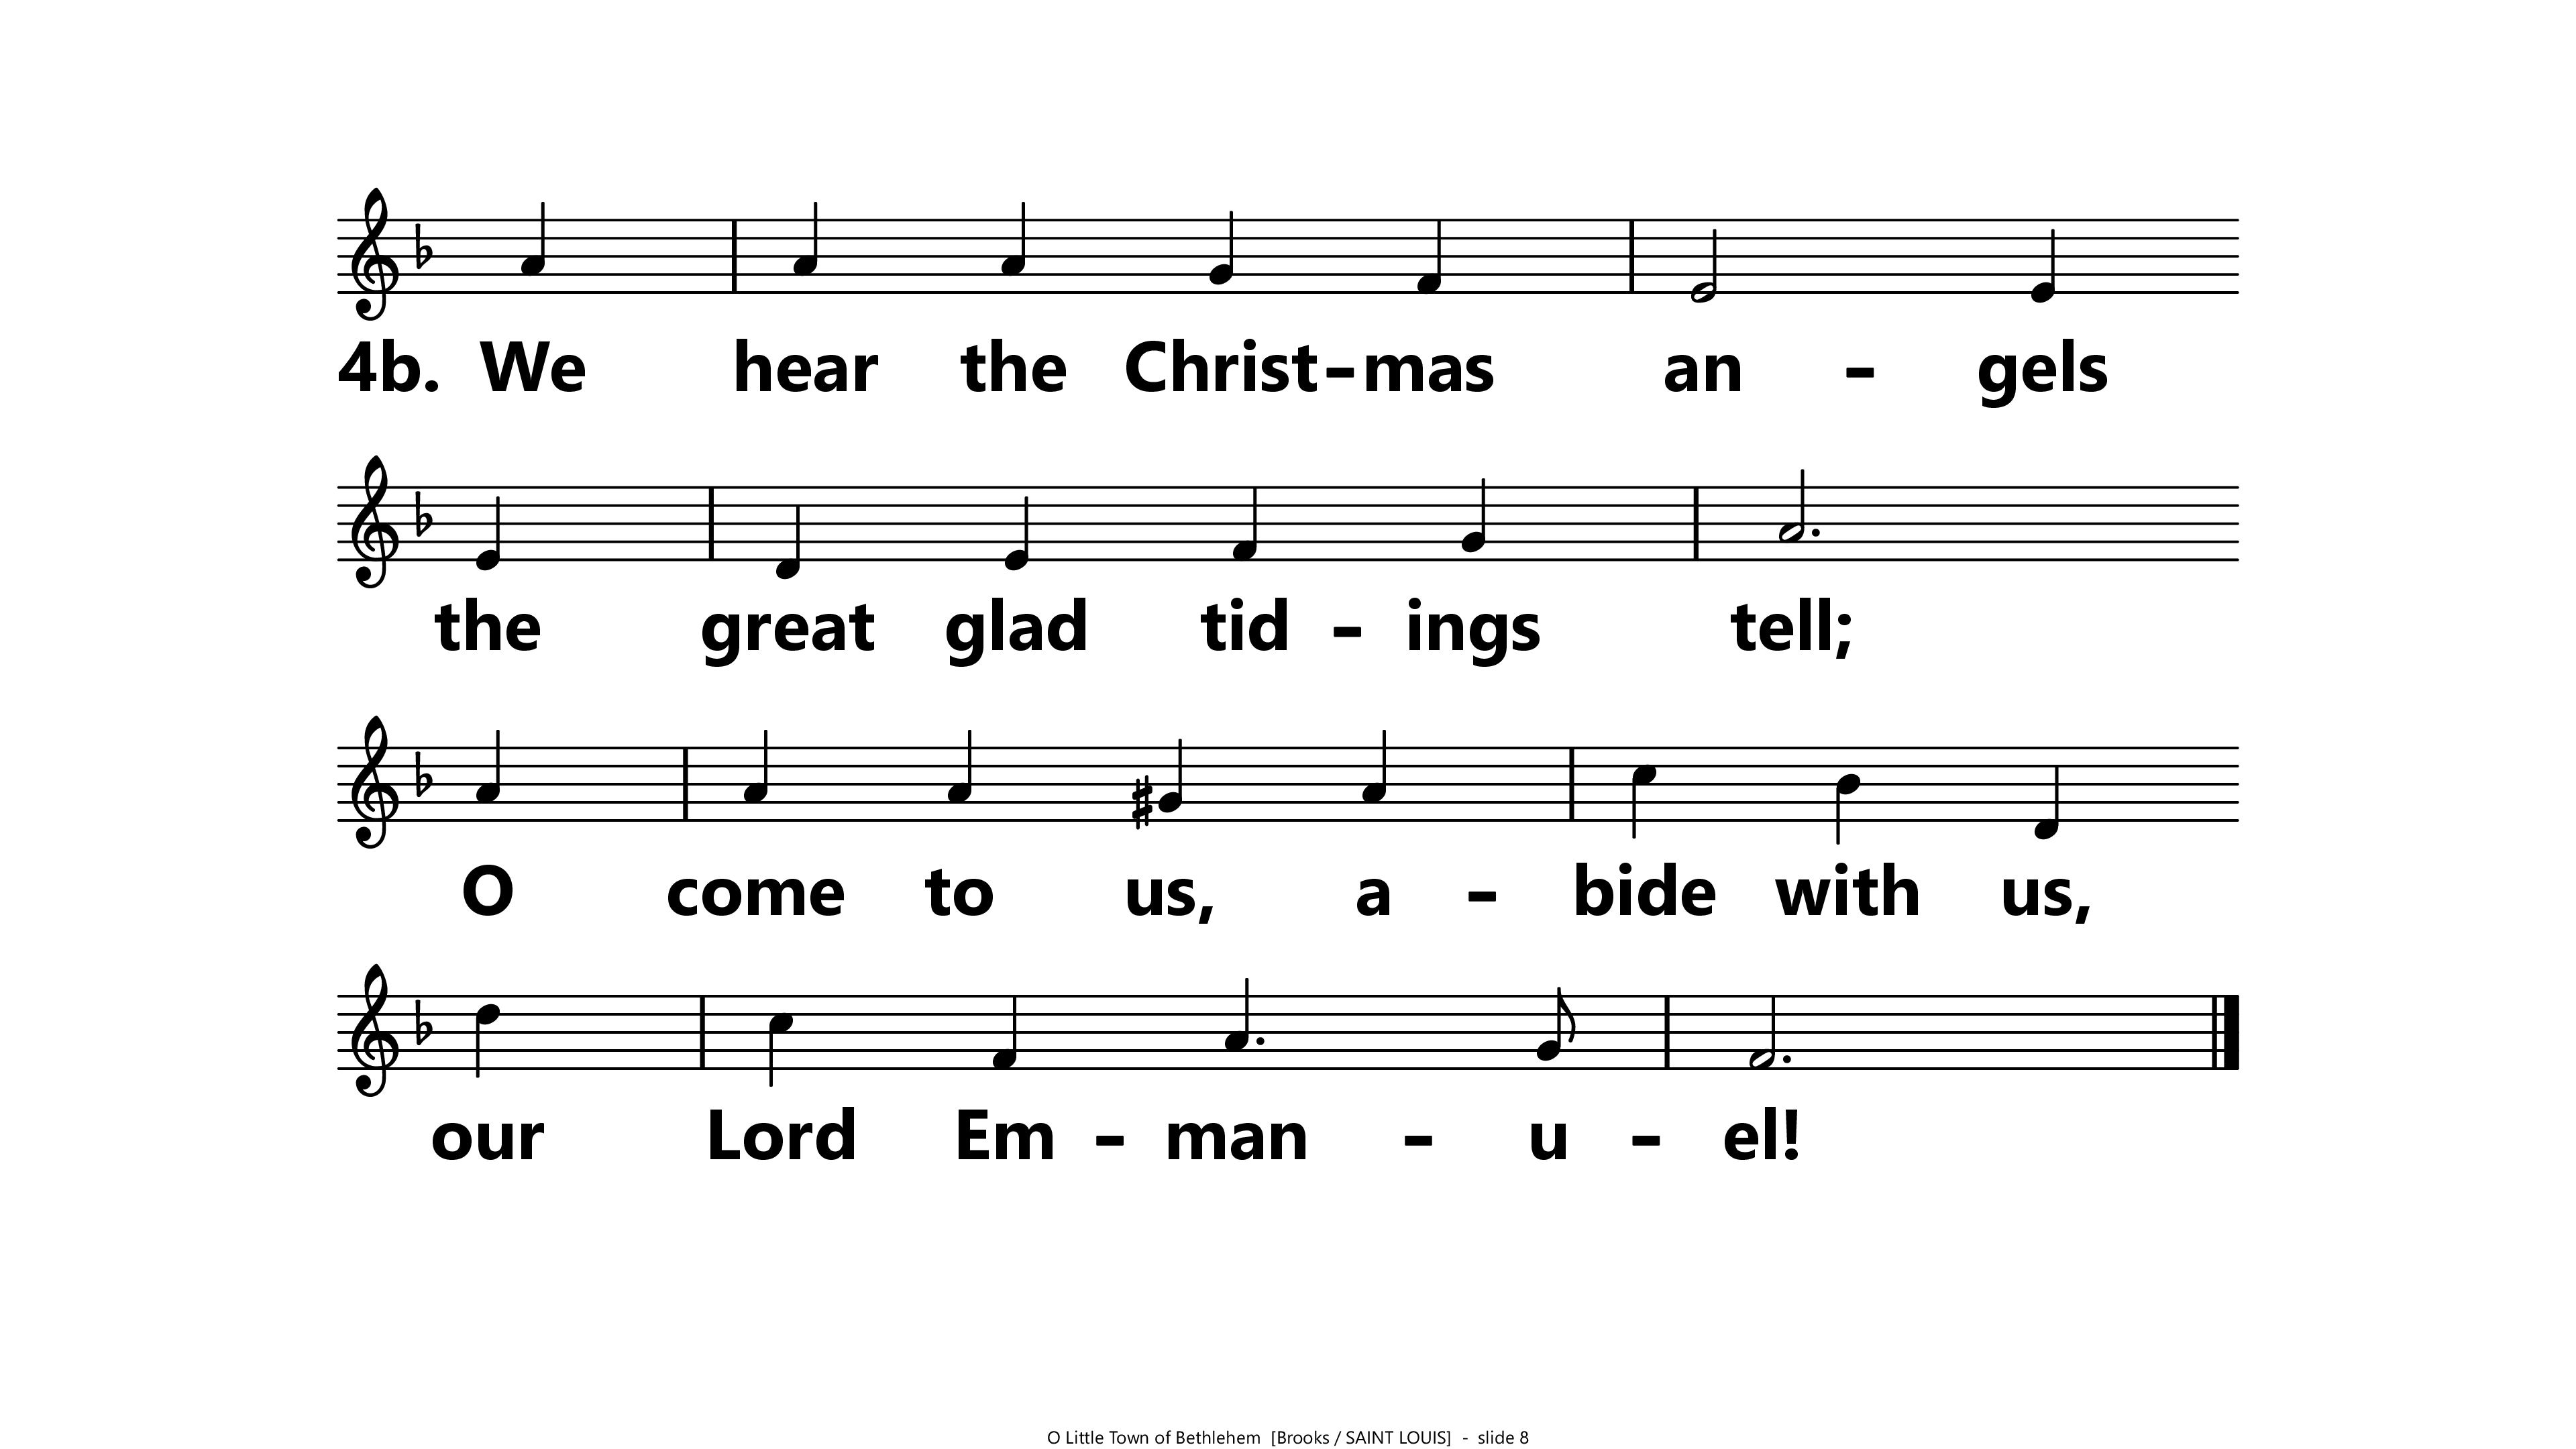 4b. We hear the Christ-mas an - gels
the great glad tid - ings tell;
O come to us, a - bide with us,
our Lord Em - man - u - el!
O Little Town of Bethlehem [Brooks / SAINT LOUIS] - slide 8